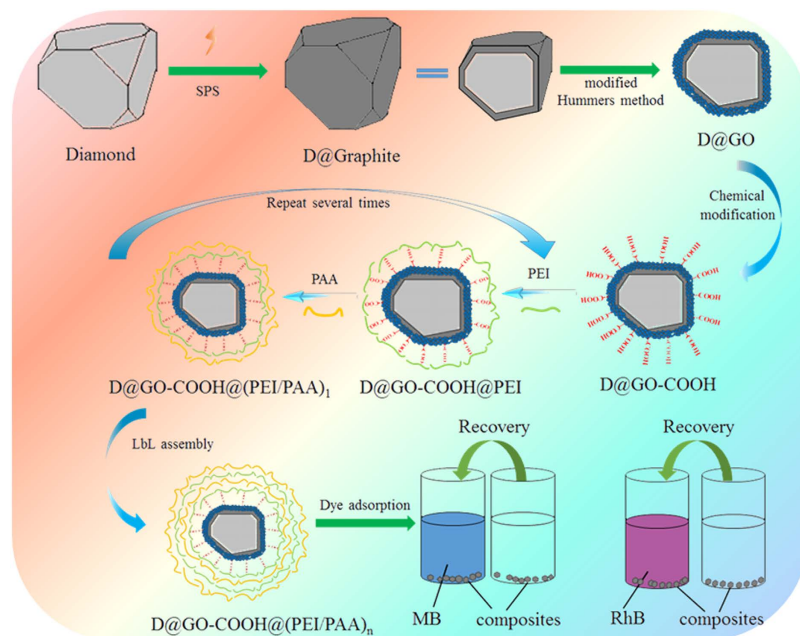 SPS
modified
Hummers method
Diamond
D@Graphite
D@GO
Chemical
modification
Repeat several times
PAA
PEI
HOOC
COOH
D@GO-COOH@(PEI/PAA)1
D@GO-COOH@PEI
D@GO-COOH
LbL assembly
Recovery
Recovery
Dye adsorption
MB
composites
RhB
composites
D@GO-COOH@(PEI/PAA)n